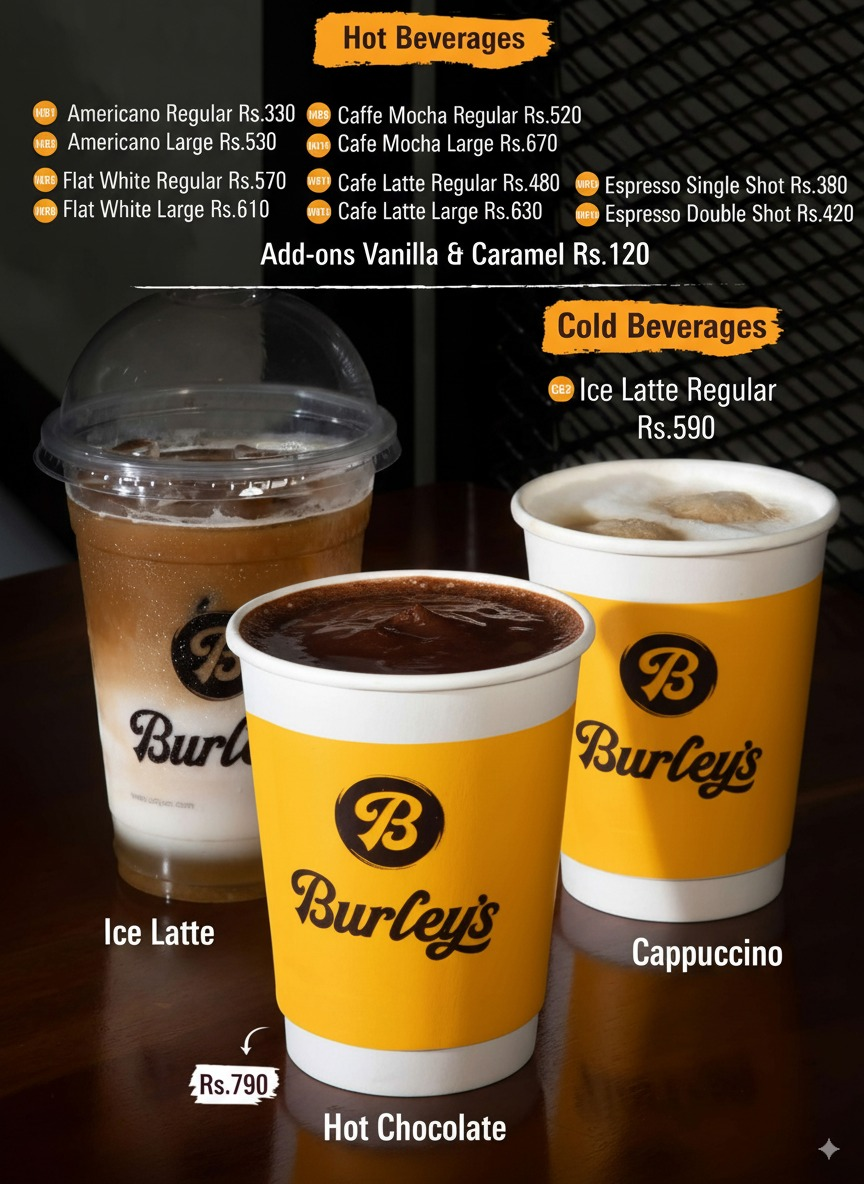 Hot Beverages
Americano Regular Rs.330
Caffe Mocha Regular Rs.520
Americano Large Rs.530
Cafe Mocha Large Rs.670
Flat White Regular Rs.570
Cafe Latte Regular Rs.480
Espresso Single Shot Rs.380
Flat White Large Rs.610
Cafe Latte Large Rs.630
Espresso Double Shot Rs.420
Add-ons Vanilla & Caramel Rs.120
Cold Beverages
Ice Latte Regular
Rs.590
B
Burley's
B
Burley's
B
Burle
Ice Latte
Cappuccino
Rs.790
Hot Chocolate